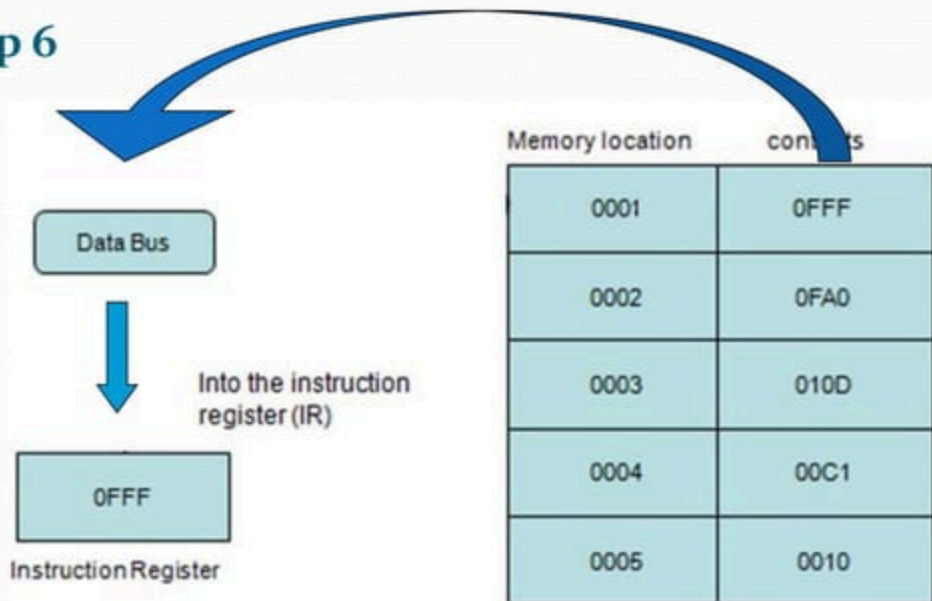 p 6
Memory location contents
0001 0FFF
Data Bus
0002 0FA0
0003 010D
Into the instruction
register (IR)
0004 00C1
0FFF
0005 0010
Instruction Register